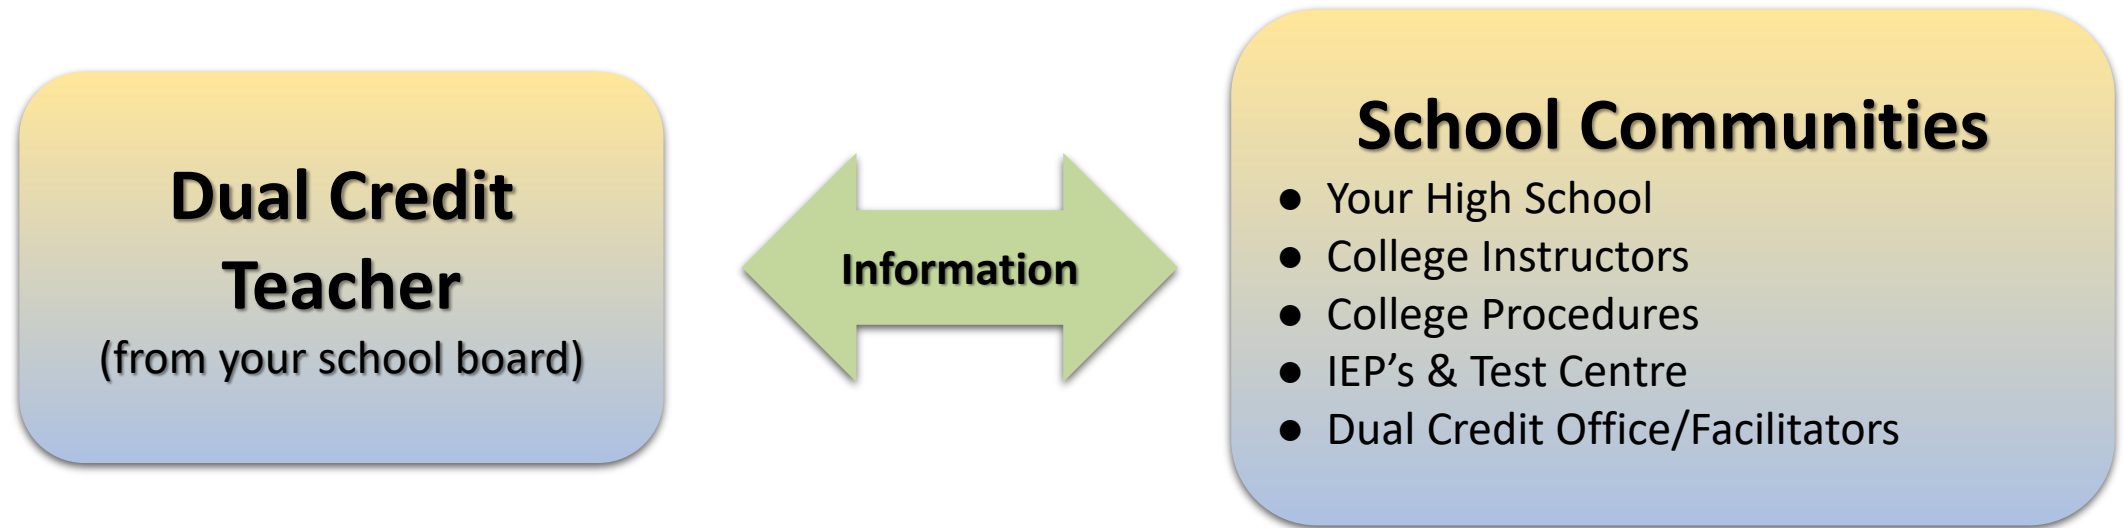 Dual Credit
Teacher
(from your school board)
Information
School Communities
● Your High School
● College Instructors
● College Procedures
● IEP's & Test Centre
● Dual Credit Office/Facilitators